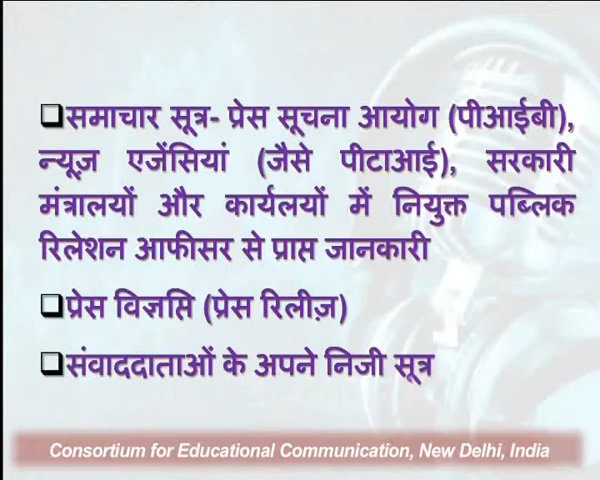 ❑समाचार सूत्र- प्रेस सूचना आयोग (पीआईबी),
न्यूज़ एजेंसियां (जैसे पीटाआई), सरकारी
मंत्रालयों और कार्यलयों में नियुक्त पब्लिक
रिलेशन आफीसर से प्राप्त जानकारी
❑प्रेस विज्ञप्ति (प्रेस रिलीज़)
❑संवाददाताओं के अपने निजी सूत्र
Consortium for Educational Communication, New Delhi, India